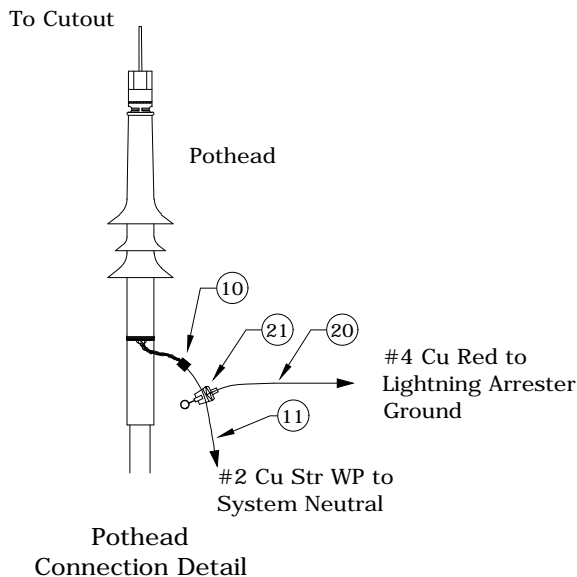 To Cutout
Pothead
10
21
20
#4 Cu Red to
Lightning Arrester
Ground
11
#2 Cu Str WP to
System Neutral
Pothead
Connection Detail